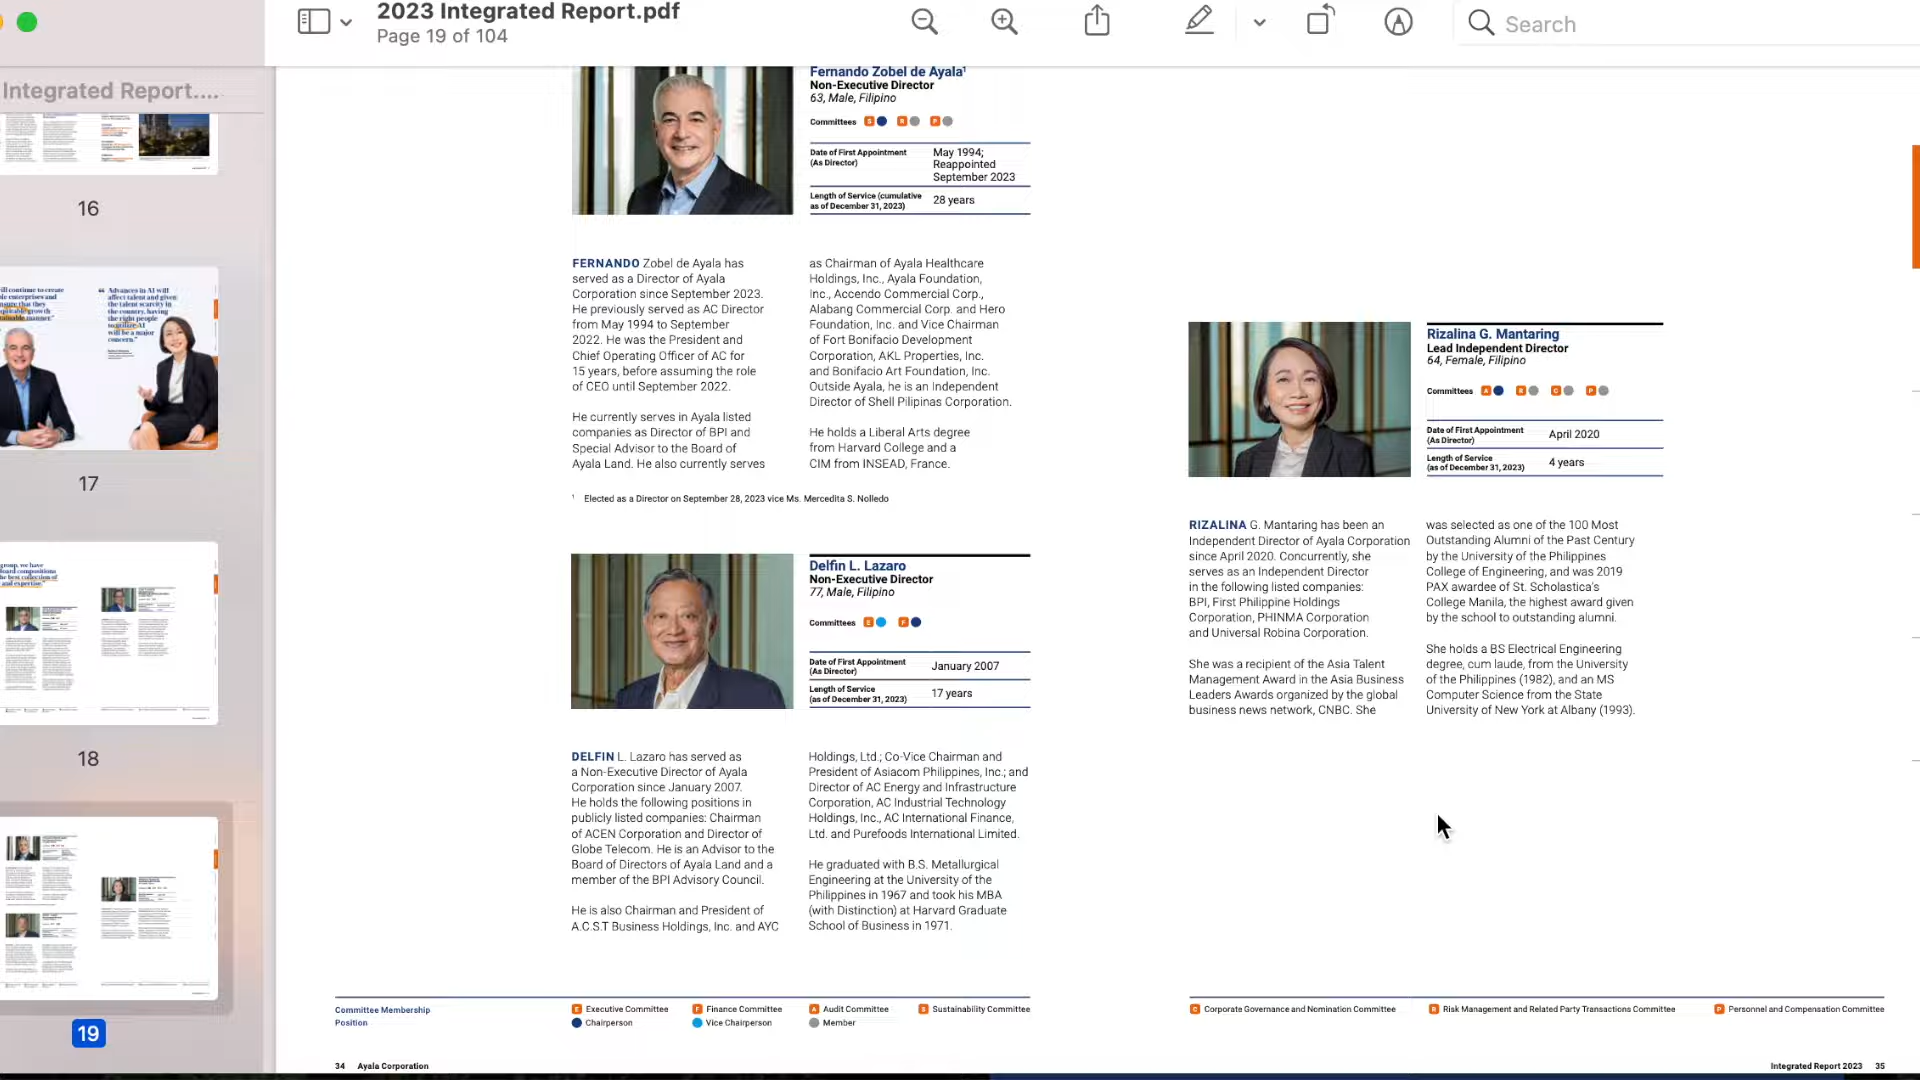 2023 Integrated Report.pdf
Page 19 of 104
Search
Integrated Report....
16
17
18
19
Fernando Zobel de Ayala¹
Non-Executive Director
63, Male, Filipino
Committees S R P
Date of First Appointment
(As Director)
May 1994;
Reappointed
September 2023
Length of Service (cumulative
as of December 31, 2023)
28 years
FERNANDO Zobel de Ayala has
served as a Director of Ayala
Corporation since September 2023.
He previously served as AC Director
from May 1994 to September
2022. He was the President and
Chief Operating Officer of AC for
15 years, before assuming the role
of CEO until September 2022.
He currently serves in Ayala listed
companies as Director of BPI and
Special Advisor to the Board of
Ayala Land. He also currently serves
as Chairman of Ayala Healthcare
Holdings, Inc., Ayala Foundation,
Inc., Accendo Commercial Corp.,
Alabang Commercial Corp. and Hero
Foundation, Inc. and Vice Chairman
of Fort Bonifacio Development
Corporation, AKL Properties, Inc.
and Bonifacio Art Foundation, Inc.
Outside Ayala, he is an Independent
Director of Shell Pilipinas Corporation.
He holds a Liberal Arts degree
from Harvard College and a
CIM from INSEAD, France.
¹ Elected as a Director on September 28, 2023 vice Ms. Mercedita S. Nolledo
Delfin L. Lazaro
Non-Executive Director
77, Male, Filipino
Committees E F
Date of First Appointment
(As Director)
January 2007
Length of Service
(as of December 31, 2023)
17 years
DELFIN L. Lazaro has served as
a Non-Executive Director of Ayala
Corporation since January 2007.
He holds the following positions in
publicly listed companies: Chairman
of ACEN Corporation and Director of
Globe Telecom. He is an Advisor to the
Board of Directors of Ayala Land and a
member of the BPI Advisory Council.
He is also Chairman and President of
A.C.S.T Business Holdings, Inc. and AYC
Holdings, Ltd.; Co-Vice Chairman and
President of Asiacom Philippines, Inc.; and
Director of AC Energy and Infrastructure
Corporation, AC Industrial Technology
Holdings, Inc., AC International Finance,
Ltd. and Purefoods International Limited.
He graduated with B.S. Metallurgical
Engineering at the University of the
Philippines in 1967 and took his MBA
(with Distinction) at Harvard Graduate
School of Business in 1971.
Rizalina G. Mantaring
Lead Independent Director
64, Female, Filipino
Committees A R C P
Date of First Appointment
(As Director)
April 2020
Length of Service
(as of December 31, 2023)
4 years
RIZALINA G. Mantaring has been an
Independent Director of Ayala Corporation
since April 2020. Concurrently, she
serves as an Independent Director
in the following listed companies:
BPI, First Philippine Holdings
Corporation, PHINMA Corporation
and Universal Robina Corporation.
She was a recipient of the Asia Talent
Management Award in the Asia Business
Leaders Awards organized by the global
business news network, CNBC. She
was selected as one of the 100 Most
Outstanding Alumni of the Past Century
by the University of the Philippines
College of Engineering, and was 2019
PAX awardee of St. Scholastica's
College Manila, the highest award given
by the school to outstanding alumni.
She holds a BS Electrical Engineering
degree, cum laude, from the University
of the Philippines (1982), and an MS
Computer Science from the State
University of New York at Albany (1993).
Committee Membership
Position
E Executive Committee
F Finance Committee
A Audit Committee
S Sustainability Committee
Chairperson
Vice Chairperson
Member
C Corporate Governance and Nomination Committee
R Risk Management and Related Party Transactions Committee
P Personnel and Compensation Committee
34 Ayala Corporation
Integrated Report 2023 35